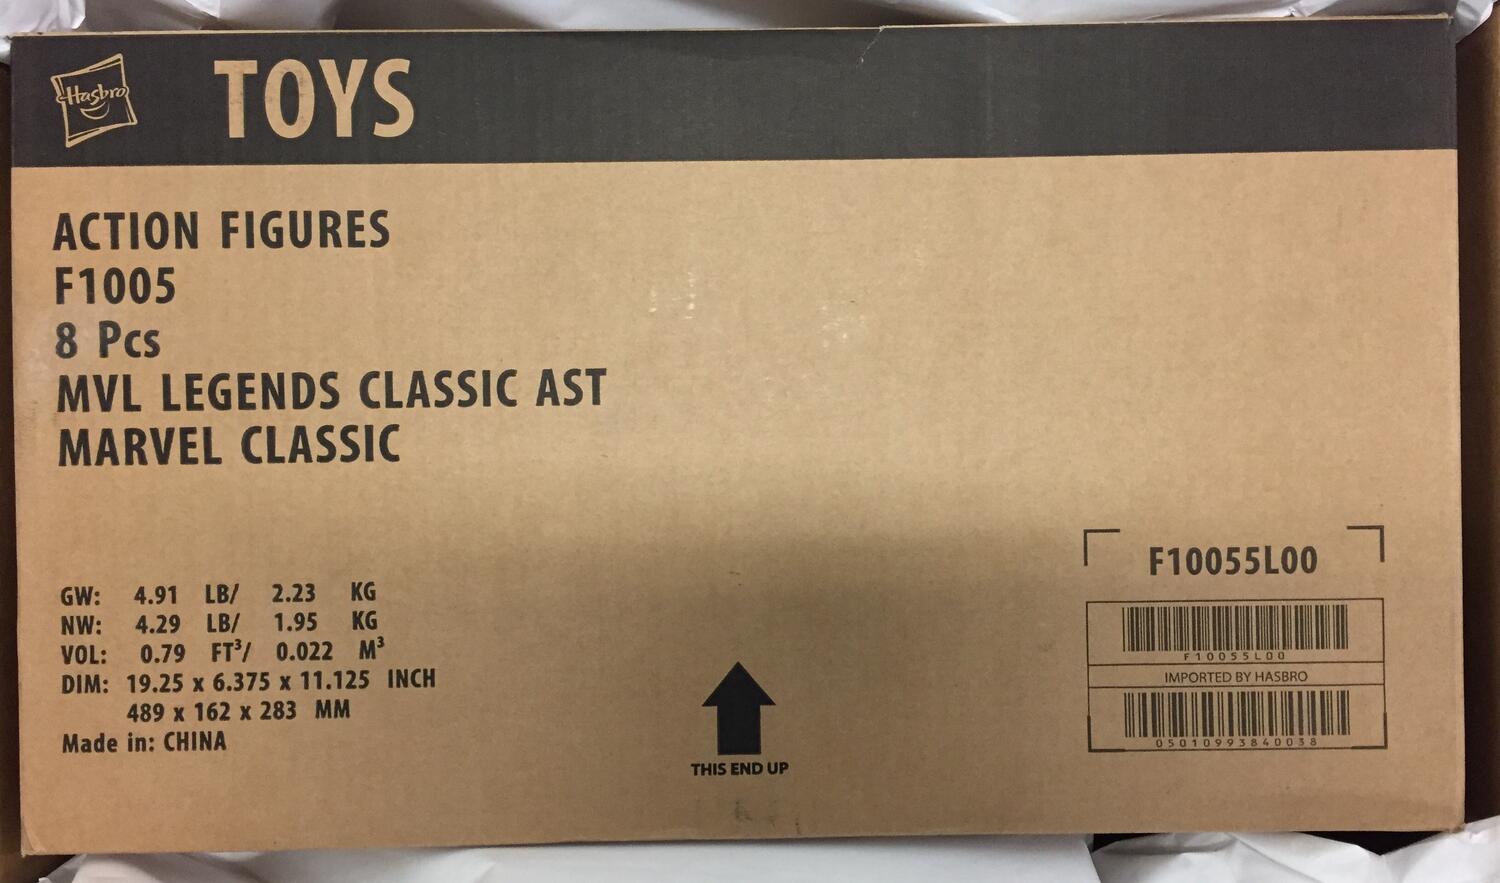 Hasbro
TOYS
ACTION FIGURES
F1005
8 Pcs
MVL LEGENDS CLASSIC AST
MARVEL CLASSIC
GW: 4.91 LB/ 2.23 KG
NW: 4.29 LB/ 1.95 KG
VOL: 0.79 FT³/ 0.022 M³
DIM: 19.25 x 6.375 x 11.125 INCH
489 x 162 x 283 MM
Made in: CHINA
THIS END UP
F10055L00
F10055L00
IMPORTED BY HASBRO
05010993840038